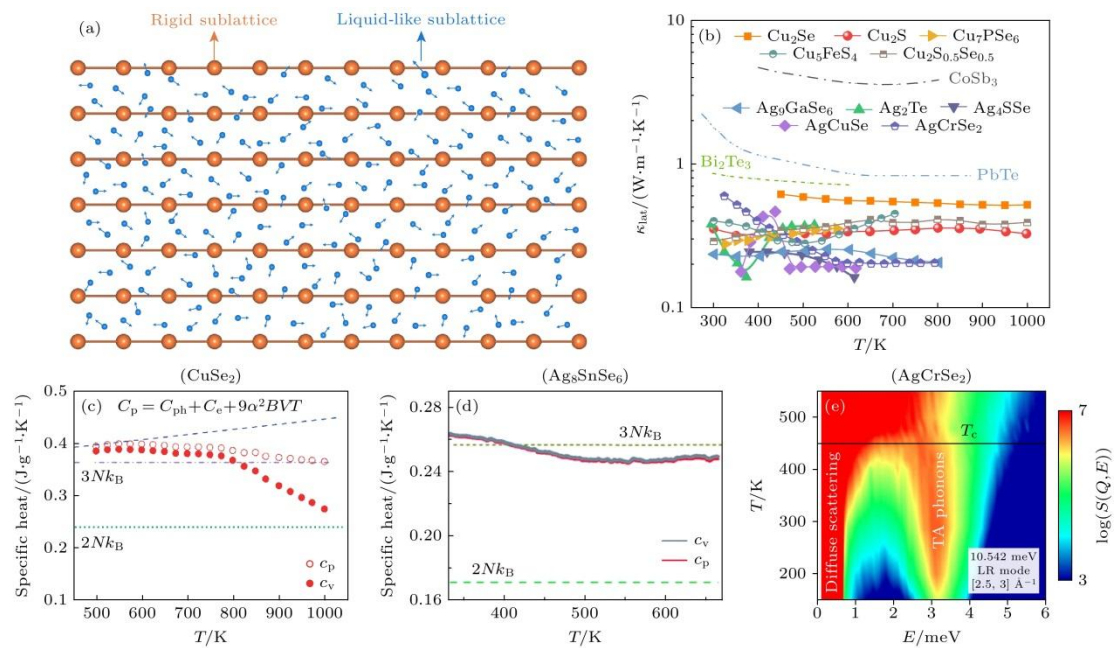 (a)
Rigid sublattice
Liquid-like sublattice
(b)
Cu₂Se
Cu₂S
Cu₇PSe₆
Cu₅FeS₄
Cu₂S₀.₅Se₀.₅
CoSb₃
Ag₉GaSe₆
Ag₂Te
Ag₄SSe
AgCuSe
AgCrSe₂
Bi₂Te₃
PbTe
κlat/(W·m⁻¹·K⁻¹)
10
1
0.1
300 400 500 600 700 800 900 1000
T/K
(CuSe₂)
(c)
Cp = Cph + Ce + 9α²BVT
3NkB
2NkB
cp
cv
Specific heat/(J·g⁻¹·K⁻¹)
0.5
0.4
0.3
0.2
0.1
500 600 700 800 900 1000
T/K
(Ag₈SnSe₆)
(d)
3NkB
2NkB
cv
cp
Specific heat/(J·g⁻¹·K⁻¹)
0.28
0.24
0.20
0.16
400 500 600
T/K
(AgCrSe₂)
(e)
Tc
Diffuse scattering
TA phonons
10.542 meV
LR mode
[2.5, 3] Å⁻¹
T/K
500
400
300
200
0 1 2 3 4 5 6
E/meV
7
3
log(S(Q,E))